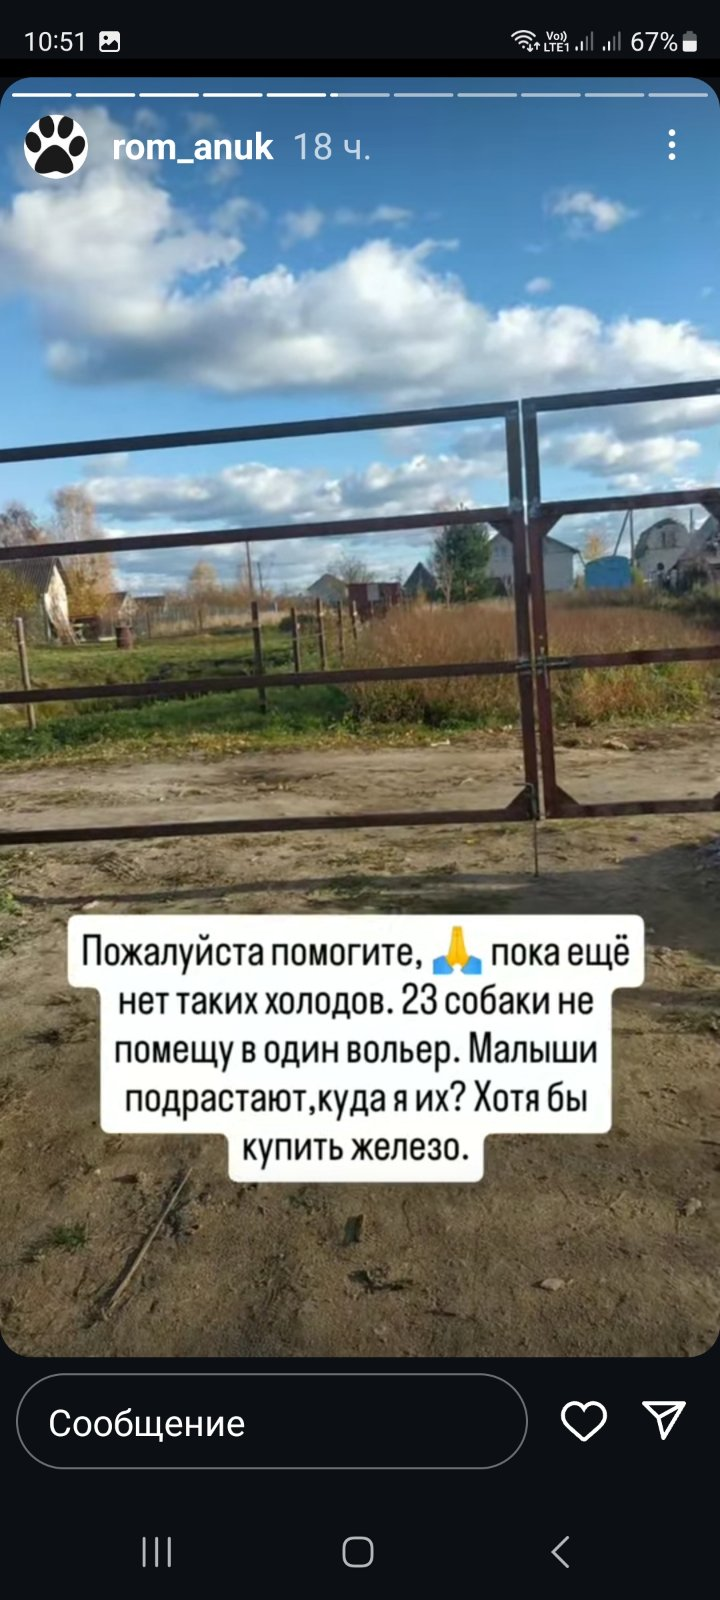 10:51
Vo)) LTE1 67%
rom_anuk 18 ч.
Пожалуйста помогите, 🙏 пока ещё
нет таких холодов. 23 собаки не
помещу в один вольер. Малыши
подрастают,куда я их? Хотя бы
купить железо.
Сообщение